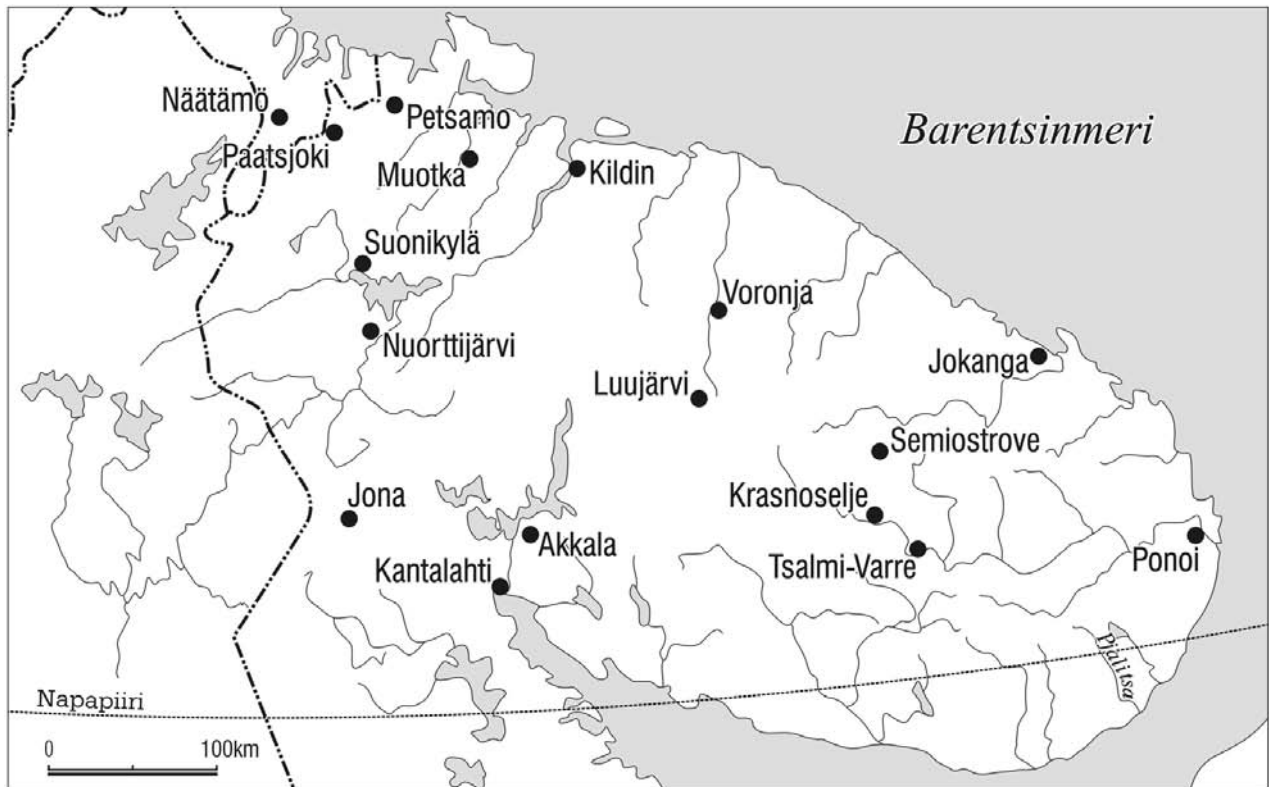 Näätämö
Petsamo
Barentsinmeri
Paatsjoki
Muotka
Kildin
Suonikylä
Voronja
Nuorttijärvi
Jokanga
Luujärvi
Semiostrove
Jona
Krasnoselje
Akkala
Tsalmi-Varre
Ponoi
Kantalahti
Pjalitsa
Napapiiri
0 100km